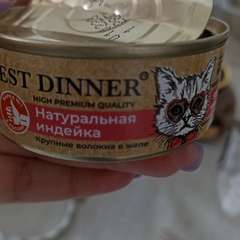 EST DINNER®
HIGH PREMIUM QUALITY
Натуральная
индейка
крупные волокна в желе